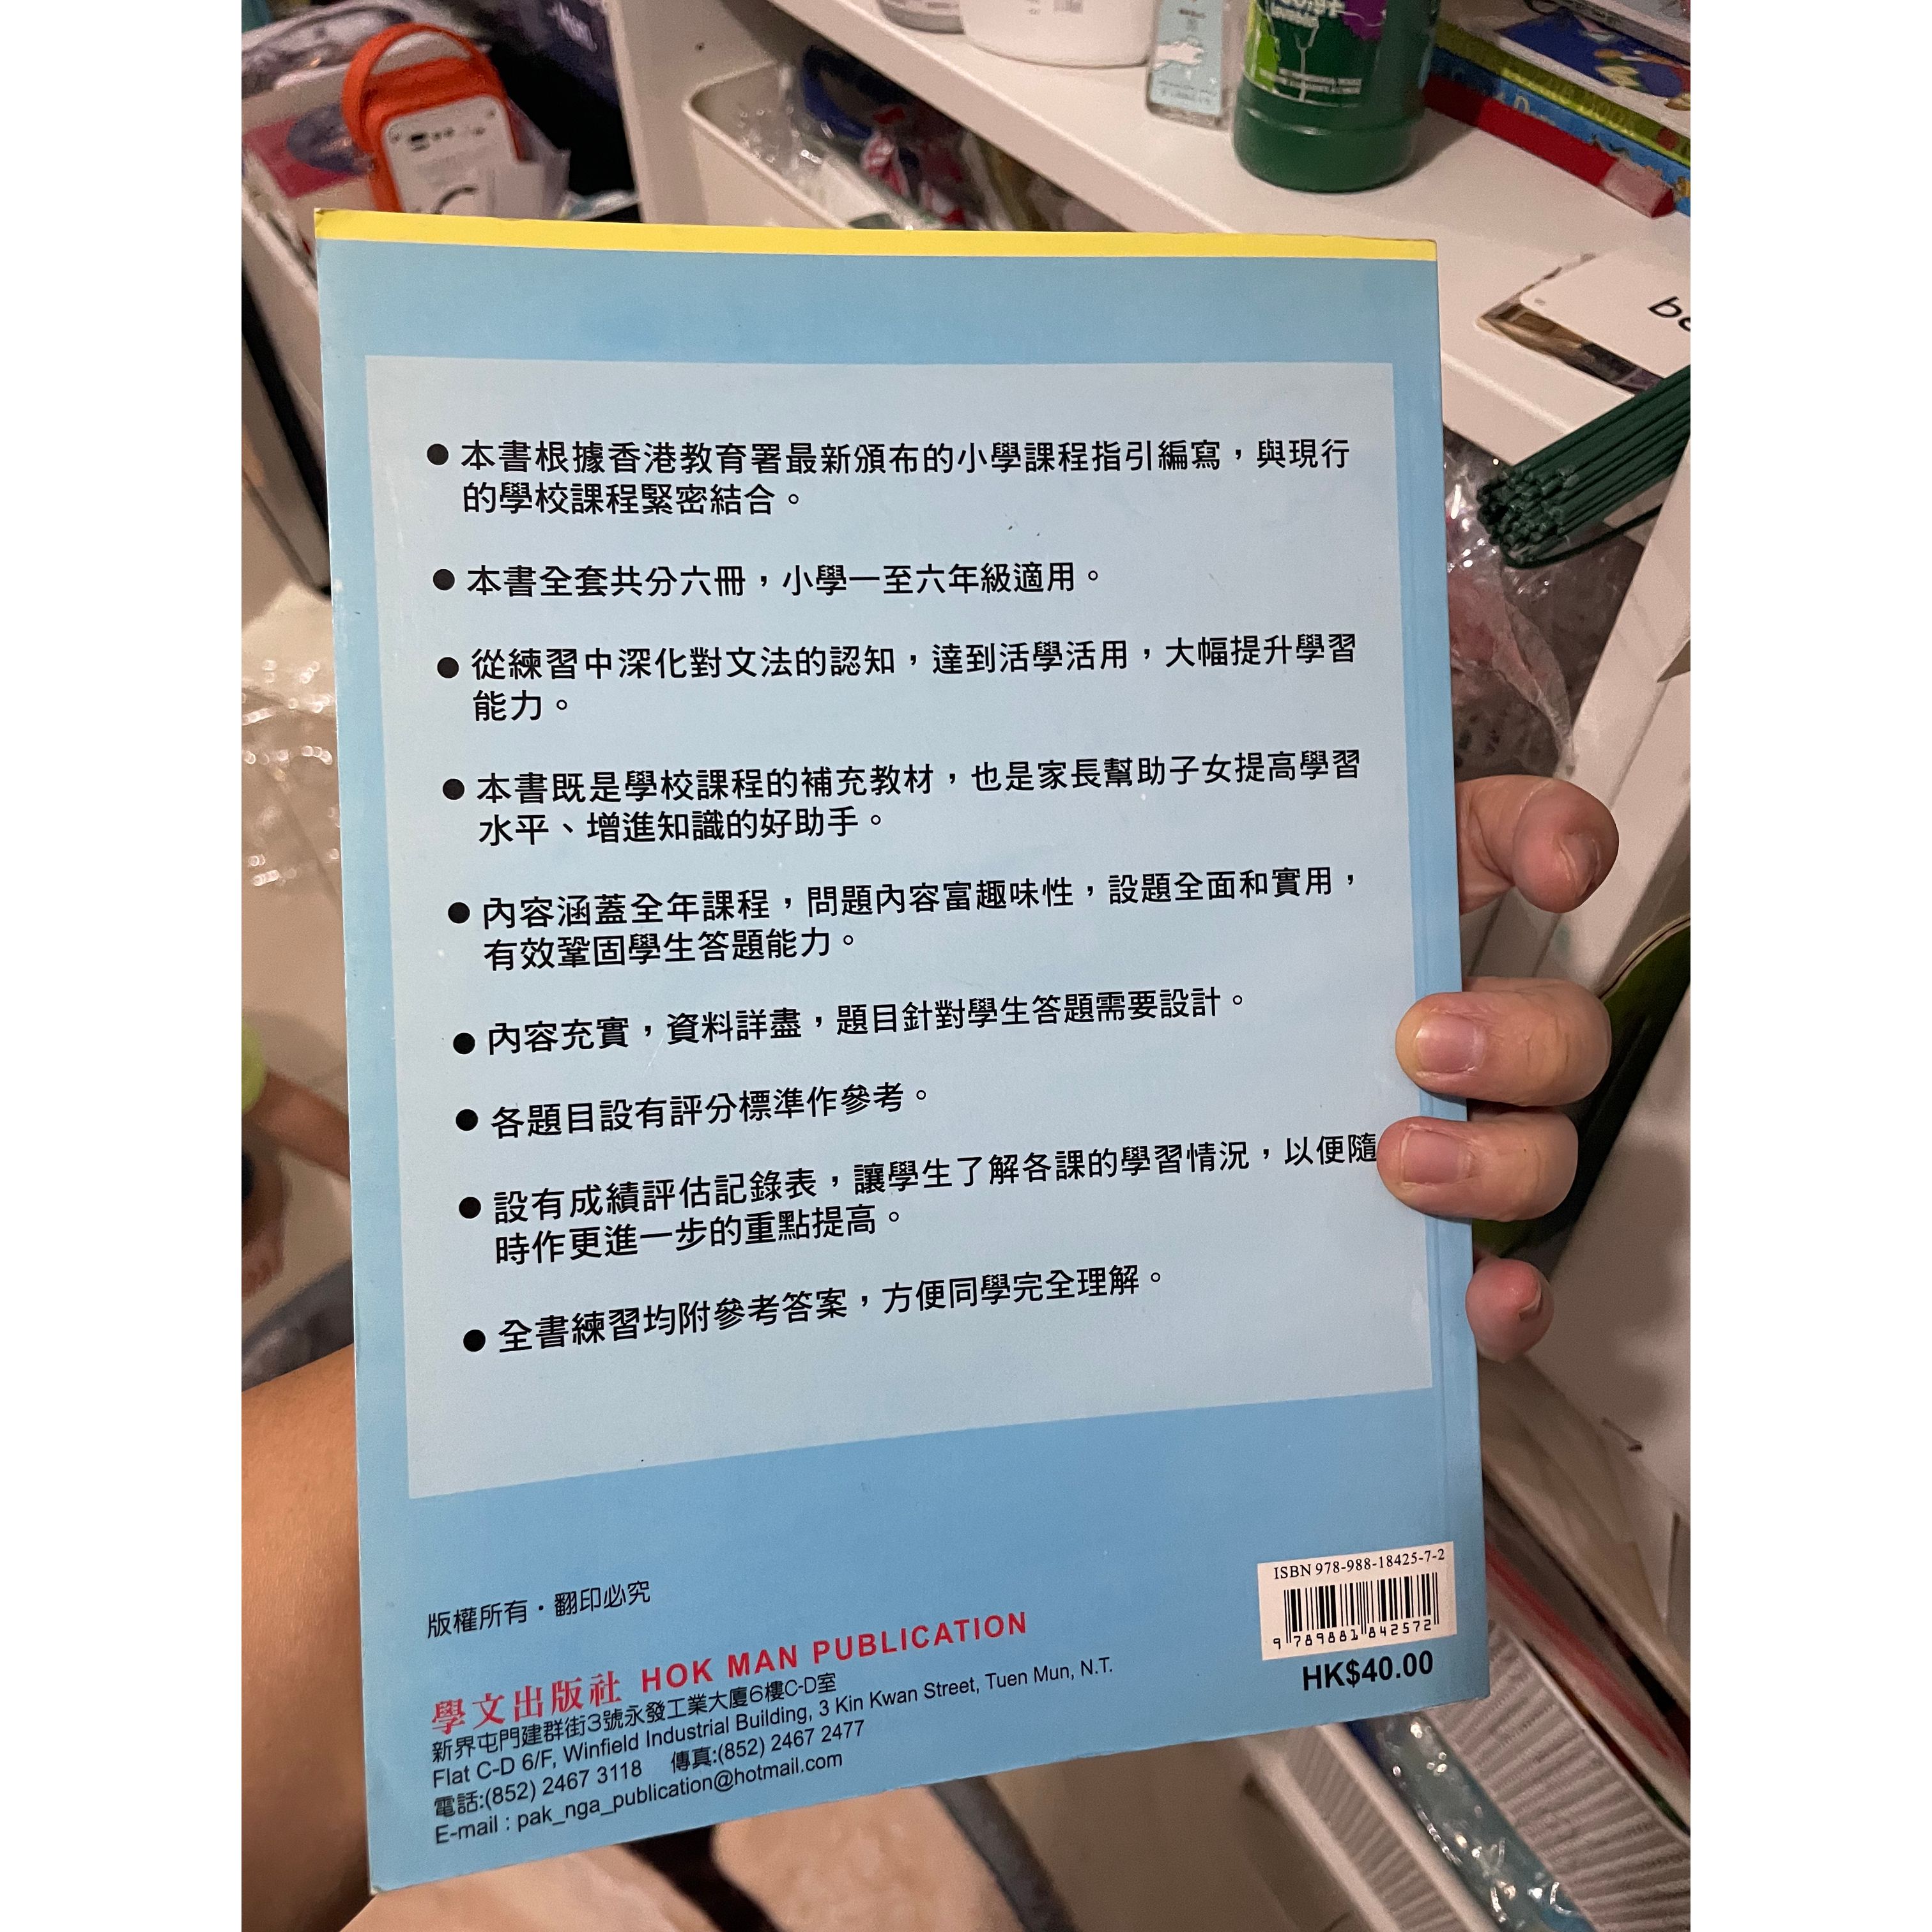 ● 本書根據香港教育署最新頒布的小學課程指引編寫，與現行
的學校課程緊密結合。
● 本書全套共分六冊，小學一至六年級適用。
● 從練習中深化對文法的認知，達到活學活用，大幅提升學習
能力。
● 本書既是學校課程的補充教材，也是家長幫助子女提高學習
水平、增進知識的好助手。
● 內容涵蓋全年課程，問題內容富趣味性，設題全面和實用，
有效鞏固學生答題能力。
● 內容充實，資料詳盡，題目針對學生答題需要設計。
● 各題目設有評分標準作參考。
● 設有成績評估記錄表，讓學生了解各課的學習情況，以便隨
時作更進一步的重點提高。
● 全書練習均附參考答案，方便同學完全理解。
版權所有·翻印必究
學文出版社 HOK MAN PUBLICATION
新界屯門建群街3號永發工業大廈6樓C-D室
Flat C-D 6/F, Winfield Industrial Building, 3 Kin Kwan Street, Tuen Mun, N.T.
電話:(852) 2467 3118 傳真:(852) 2467 2477
E-mail : pak_nga_publication@hotmail.com
ISBN 978-988-18425-7-2
9 789881 842572
HK$40.00